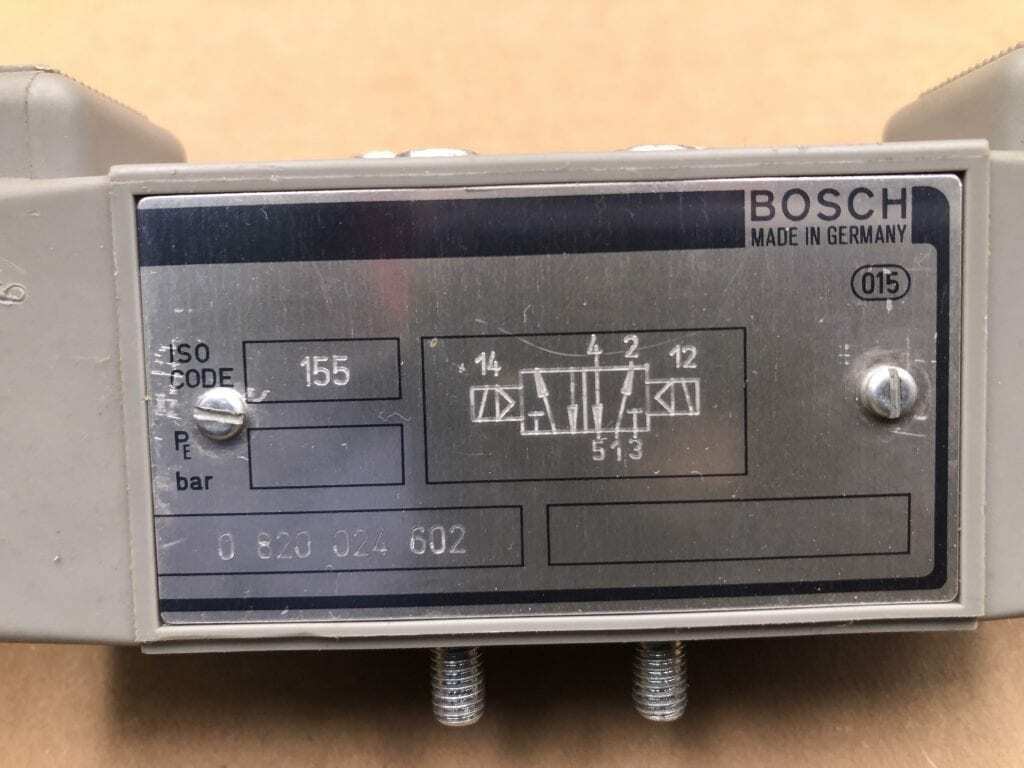 BOSCH
MADE IN GERMANY
015
ISO
CODE
155
14 4 2 12
5 1 3
PE
bar
0 820 024 602